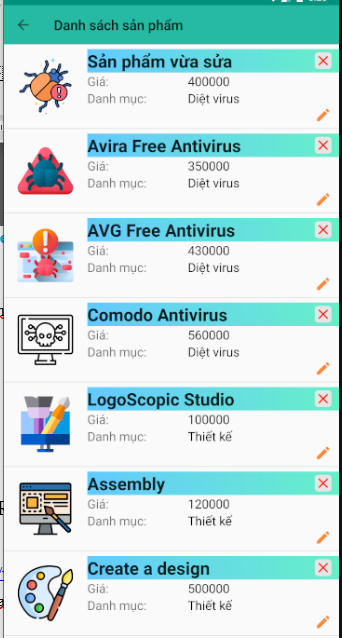 Danh sách sản phẩm
Sản phẩm vừa sửa
Giá: 400000
Danh mục: Diệt virus
Avira Free Antivirus
Giá: 350000
Danh mục: Diệt virus
AVG Free Antivirus
Giá: 430000
Danh mục: Diệt virus
Comodo Antivirus
Giá: 560000
Danh mục: Diệt virus
LogoScopic Studio
Giá: 100000
Danh mục: Thiết kế
Assembly
Giá: 120000
Danh mục: Thiết kế
Create a design
Giá: 500000
Danh mục: Thiết kế